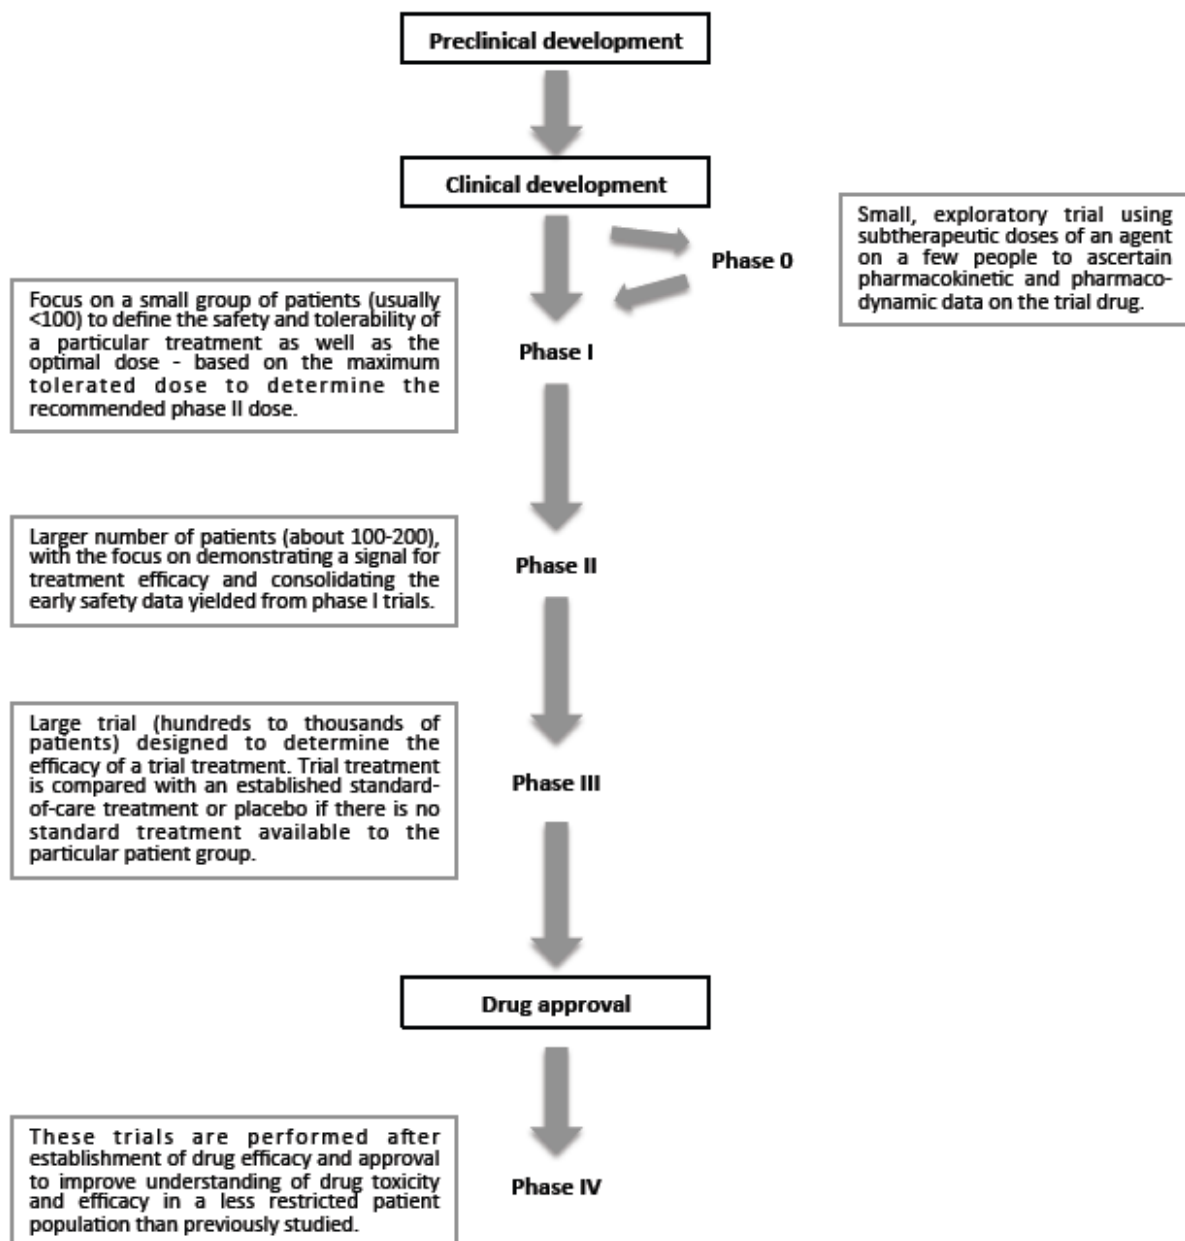 Preclinical development
Clinical development
Small, exploratory trial using
subtherapeutic doses of an agent
on a few people to ascertain
pharmacokinetic and pharmaco-
dynamic data on the trial drug.
Phase 0
Focus on a small group of patients (usually
<100) to define the safety and tolerability of
a particular treatment as well as the
optimal dose - based on the maximum
tolerated dose to determine the
recommended phase II dose.
Phase I
Larger number of patients (about 100-200),
with the focus on demonstrating a signal for
treatment efficacy and consolidating the
early safety data yielded from phase I trials.
Phase II
Large trial (hundreds to thousands of
patients) designed to determine the
efficacy of a trial treatment. Trial treatment
is compared with an established standard-
of-care treatment or placebo if there is no
standard treatment available to the
particular patient group.
Phase III
Drug approval
These trials are performed after
establishment of drug efficacy and approval
to improve understanding of drug toxicity
and efficacy in a less restricted patient
population than previously studied.
Phase IV